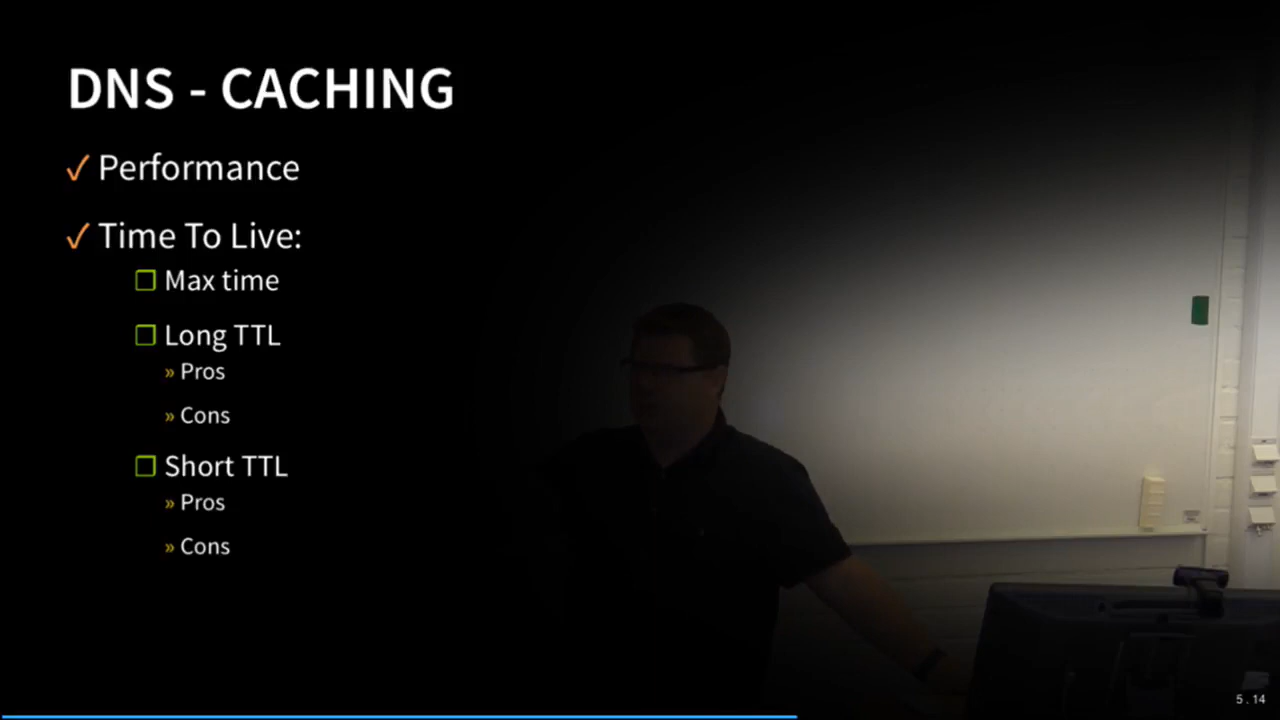 DNS - CACHING
✓ Performance
✓ Time To Live:
❐ Max time
❐ Long TTL
» Pros
» Cons
❐ Short TTL
» Pros
» Cons
5 . 14